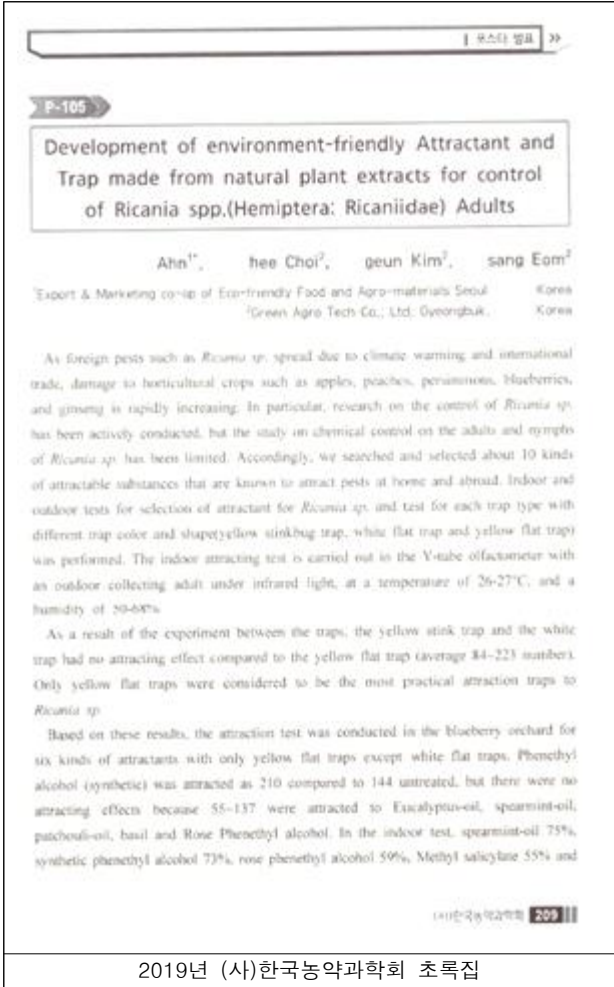 | 포스터 발표 »
P-105
Development of environment-friendly Attractant and
Trap made from natural plant extracts for control
of Ricania spp.(Hemiptera: Ricaniidae) Adults
Ahn1*, hee Choi2, geun Kim2, sang Eom2
1Export & Marketing co-op of Eco-friendly Food and Agro-materials Seoul Korea
2Green Agro Tech Co., Ltd. Gyeongbuk, Korea
As foreign pests such as Ricania sp. spread due to climate warming and international
trade, damage to horticultural crops such as apples, peaches, persimmons, blueberries,
and ginseng is rapidly increasing. In particular, research on the control of Ricania sp.
has been actively conducted, but the study on chemical control on the adults and nymphs
of Ricania sp. has been limited. Accordingly, we searched and selected about 10 kinds
of attractable substances that are known to attract pests at home and abroad. Indoor and
outdoor tests for selection of attractant for Ricania sp. and test for each trap type with
different trap color and shape(yellow stinkbug trap, white flat trap and yellow flat trap)
was performed. The indoor attracting test is carried out in the Y-tube olfactometer with
an outdoor collecting adult under infrared light, at a temperature of 26-27°C, and a
humidity of 50-68%.
As a result of the experiment between the traps, the yellow stink trap and the white
trap had no attracting effect compared to the yellow flat trap (average 84~223 number).
Only yellow flat traps were considered to be the most practical attraction traps to
Ricania sp.
Based on these results, the attraction test was conducted in the blueberry orchard for
six kinds of attractants with only yellow flat traps except white flat traps. Phenethyl
alcohol (synthetic) was attracted as 210 compared to 144 untreated, but there were no
attracting effects because 55~137 were attracted to Eucalyptus-oil, spearmint-oil,
patchouli-oil, basil and Rose Phenethyl alcohol. In the indoor test, spearmint-oil 75%,
synthetic phenethyl alcohol 73%, rose phenethyl alcohol 59%, Methyl salicylate 55% and
(사)한국농약과학회 209
2019년 (사)한국농약과학회 초록집